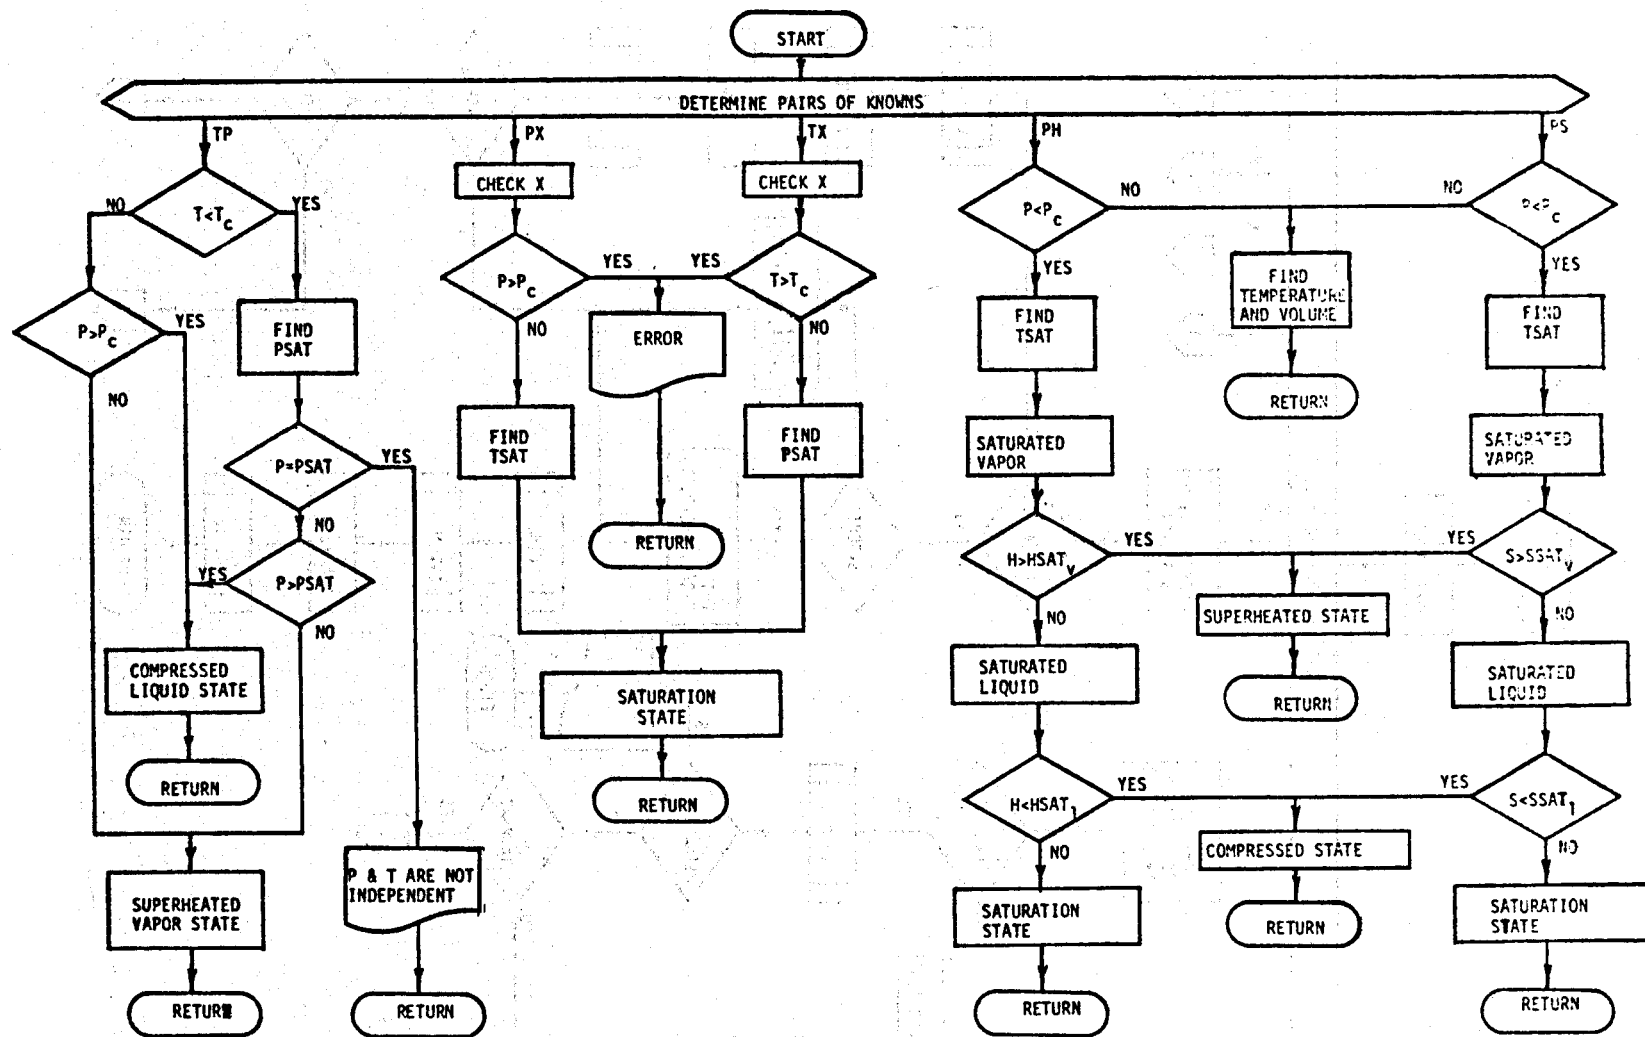 START
DETERMINE PAIRS OF KNOWNS
TP
PX
TX
PH
PS
T<Tc
NO
YES
P>Pc
YES
NO
FIND
PSAT
P=PSAT
YES
NO
P>PSAT
YES
NO
COMPRESSED
LIQUID STATE
RETURN
SUPERHEATED
VAPOR STATE
RETURN
P & T ARE NOT
INDEPENDENT
RETURN
CHECK X
P>Pc
YES
NO
FIND
TSAT
ERROR
RETURN
CHECK X
T>Tc
YES
NO
FIND
PSAT
SATURATION
STATE
RETURN
P<Pc
NO
YES
FIND
TSAT
SATURATED
VAPOR
H>HSATv
YES
NO
SATURATED
LIQUID
H<HSATl
YES
NO
SATURATION
STATE
RETURN
FIND
TEMPERATURE
AND VOLUME
RETURN
SUPERHEATED STATE
RETURN
COMPRESSED STATE
RETURN
P<Pc
NO
YES
FIND
TSAT
SATURATED
VAPOR
S>SSATv
YES
NO
SATURATED
LIQUID
S<SSATl
YES
NO
SATURATION
STATE
RETURN